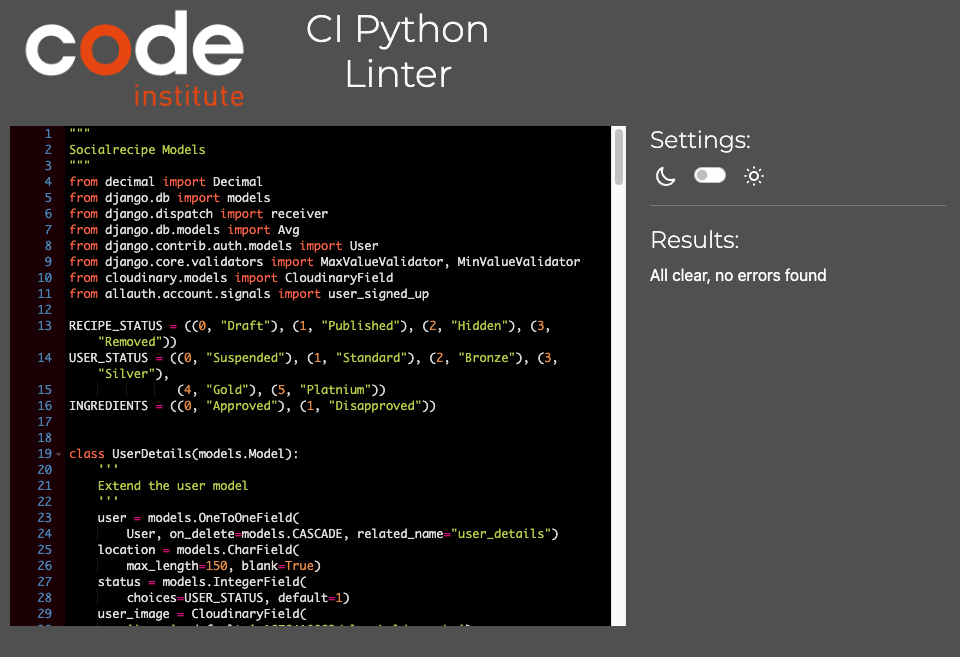 code
institute
CI Python
Linter
1 """
2 Socialrecipe Models
3 """
4 from decimal import Decimal
5 from django.db import models
6 from django.dispatch import receiver
7 from django.db.models import Avg
8 from django.contrib.auth.models import User
9 from django.core.validators import MaxValueValidator, MinValueValidator
10 from cloudinary.models import CloudinaryField
11 from allauth.account.signals import user_signed_up
12
13 RECIPE_STATUS = ((0, "Draft"), (1, "Published"), (2, "Hidden"), (3,
"Removed"))
14 USER_STATUS = ((0, "Suspended"), (1, "Standard"), (2, "Bronze"), (3,
"Silver"),
15 (4, "Gold"), (5, "Platnium"))
16 INGREDIENTS = ((0, "Approved"), (1, "Disapproved"))
17
18
19 class UserDetails(models.Model):
20 '''
21 Extend the user model
22 '''
23 user = models.OneToOneField(
24 User, on_delete=models.CASCADE, related_name="user_details")
25 location = models.CharField(
26 max_length=150, blank=True)
27 status = models.IntegerField(
28 choices=USER_STATUS, default=1)
29 user_image = CloudinaryField(
Settings:
Results:
All clear, no errors found